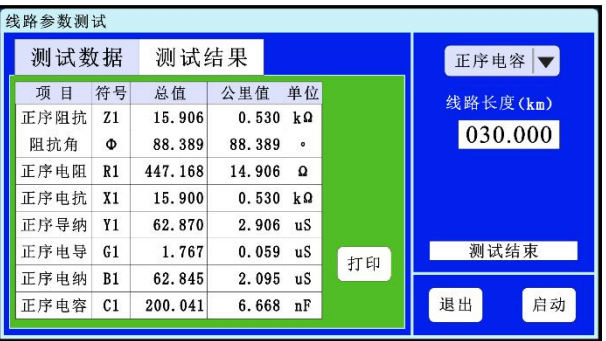 线路参数测试
测试数据 测试结果
项目 符号 总值 公里值 单位
正序阻抗 Z1 15.906 0.530 kΩ
阻抗角 Φ 88.389 88.389 °
正序电阻 R1 447.168 14.906 Ω
正序电抗 X1 15.900 0.530 kΩ
正序导纳 Y1 62.870 2.906 uS
正序电导 G1 1.767 0.059 uS
正序电纳 B1 62.845 2.095 uS
正序电容 C1 200.041 6.668 nF
打印
正序电容
线路长度(km)
030.000
测试结束
退出 启动